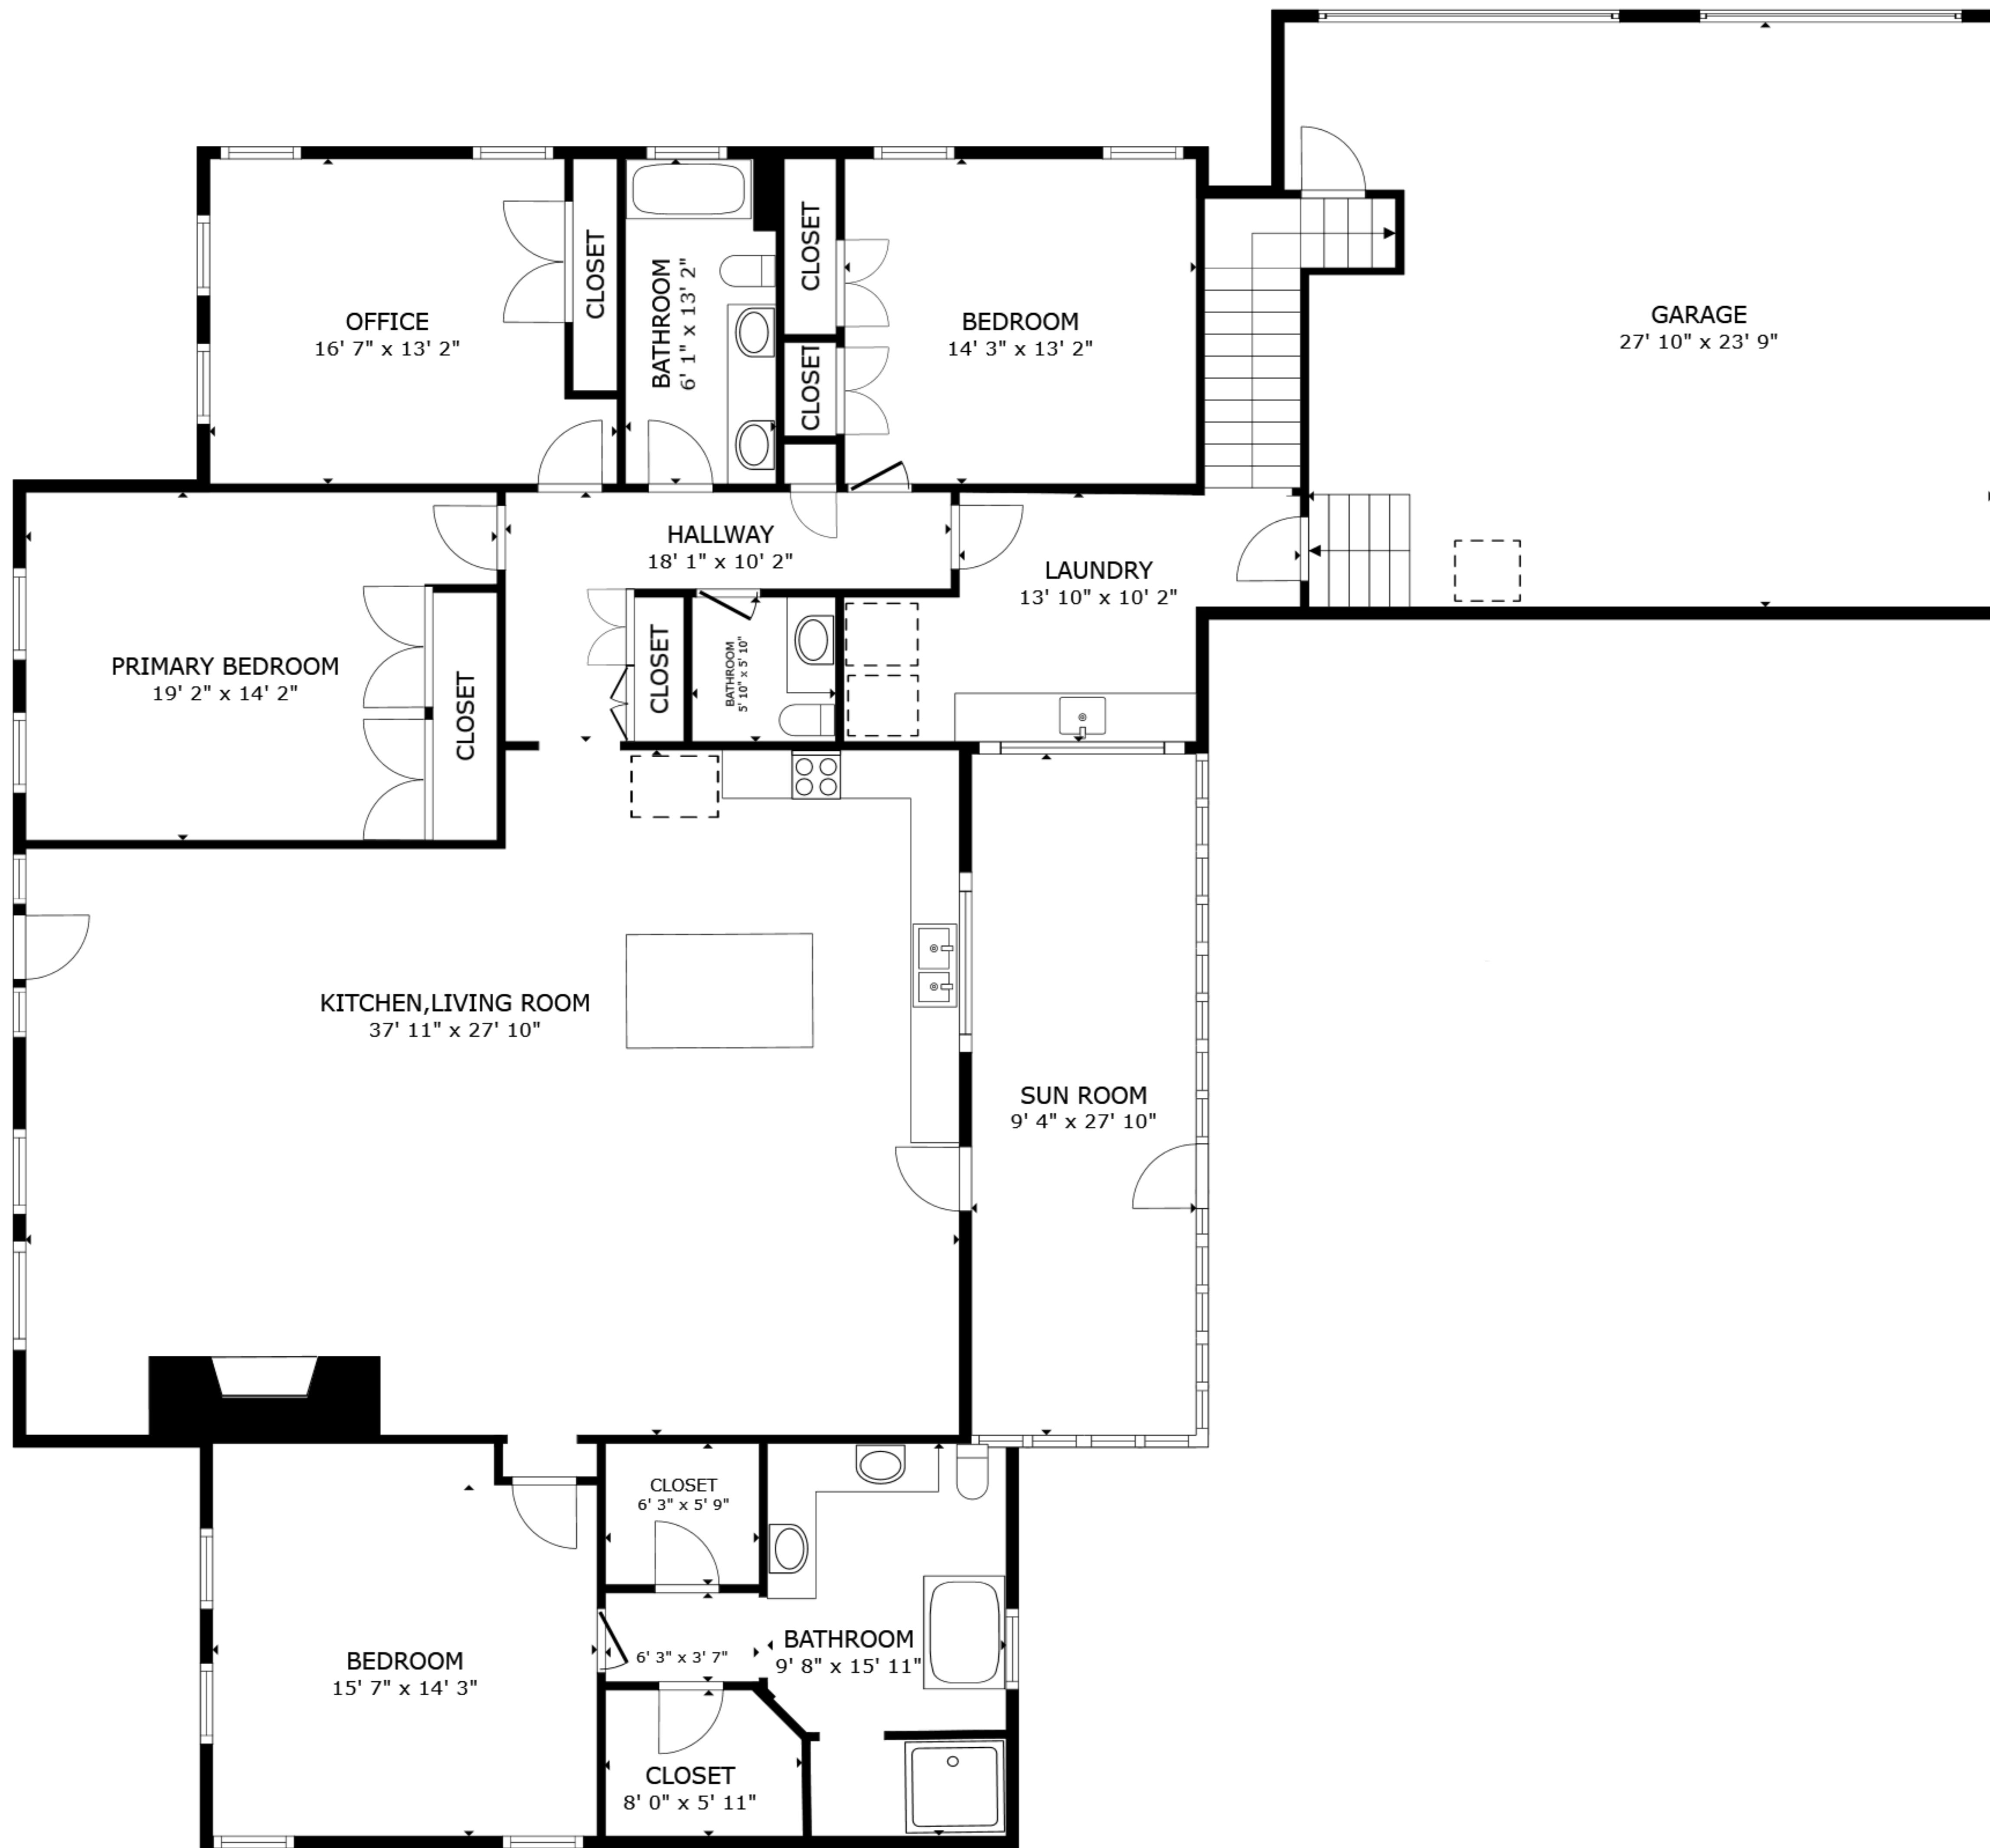 GARAGE
27' 10" x 23' 9"
OFFICE
16' 7" x 13' 2"
CLOSET
BATHROOM
6' 1" x 13' 2"
CLOSET
CLOSET
BEDROOM
14' 3" x 13' 2"
HALLWAY
18' 1" x 10' 2"
LAUNDRY
13' 10" x 10' 2"
PRIMARY BEDROOM
19' 2" x 14' 2"
CLOSET
CLOSET
BATHROOM
5' 10" x 5' 10"
KITCHEN,LIVING ROOM
37' 11" x 27' 10"
SUN ROOM
9' 4" x 27' 10"
CLOSET
6' 3" x 5' 9"
BEDROOM
15' 7" x 14' 3"
6' 3" x 3' 7"
BATHROOM
9' 8" x 15' 11"
CLOSET
8' 0" x 5' 11"